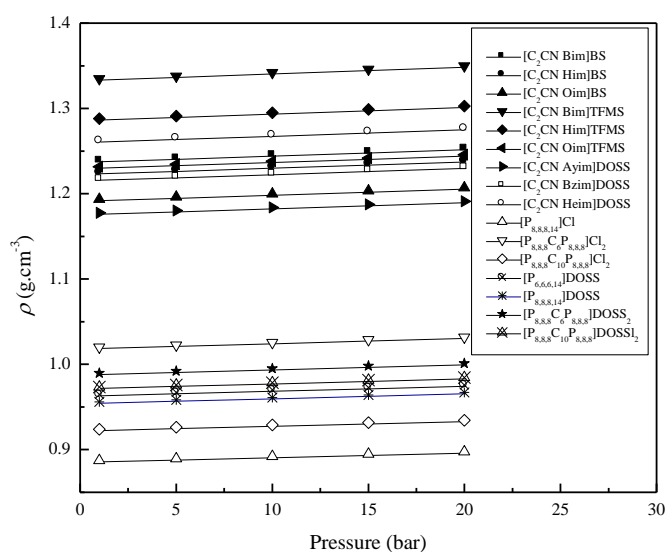 1.4
1.3
1.2
1.1
1.0
0.9
ρ (g.cm⁻³)
0
5
10
15
20
25
30
Pressure (bar)
[C₂CN Bim]BS
[C₂CN Him]BS
[C₂CN Oim]BS
[C₂CN Bim]TFMS
[C₂CN Him]TFMS
[C₂CN Oim]TFMS
[C₂CN Ayim]DOSS
[C₂CN Bzim]DOSS
[C₂CN Heim]DOSS
[P₈,₈,₈,₁₄]Cl
[P₈,₈,₈C₆P₈,₈,₈]Cl₂
[P₈,₈,₈C₁₀P₈,₈,₈]Cl₂
[P₆,₆,₆,₁₄]DOSS
[P₈,₈,₈,₁₄]DOSS
[P₈,₈,₈C₆P₈,₈,₈]DOSS₂
[P₈,₈,₈C₁₀P₈,₈,₈]DOSSl₂